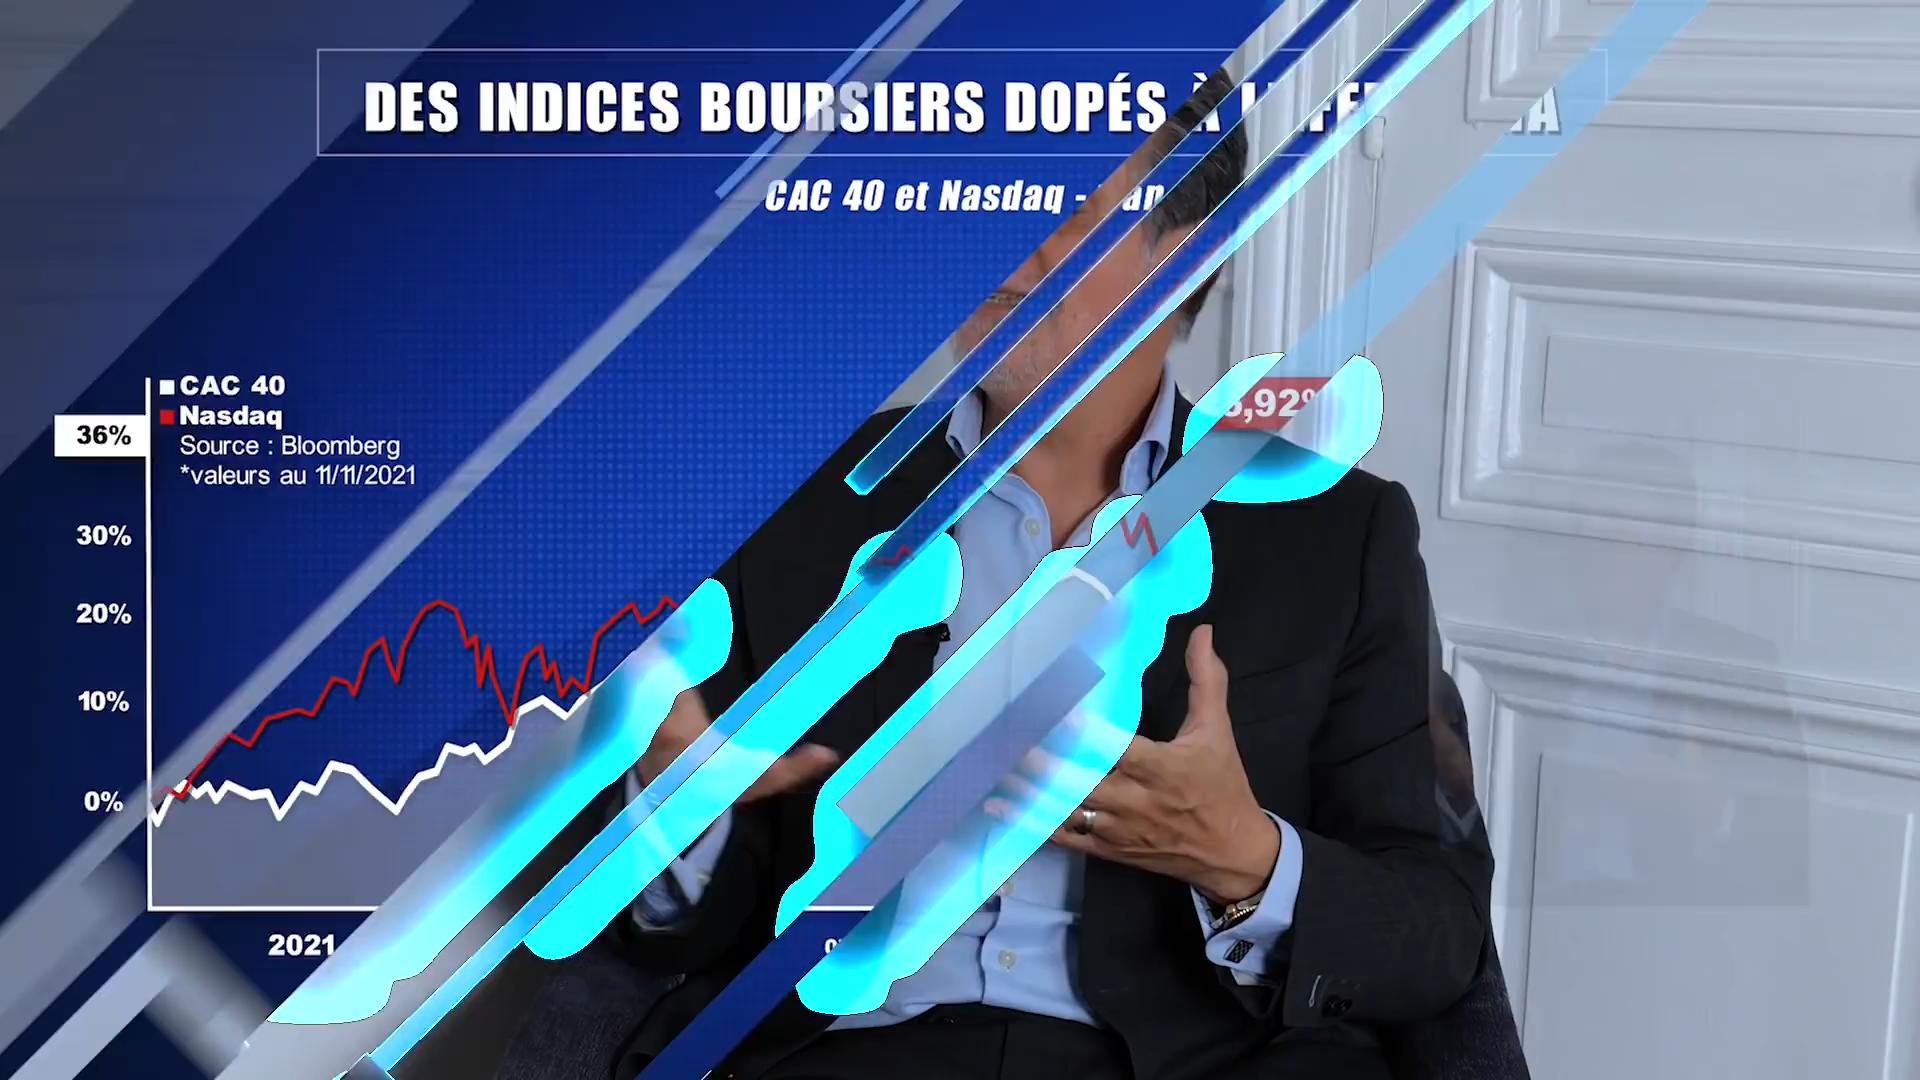 DES INDICES BOURSIERS DOPÉS À
CAC 40 et Nasdaq -
CAC 40
Nasdaq
Source : Bloomberg
*valeurs au 11/11/2021
36%
30%
20%
10%
0%
2021
,92%